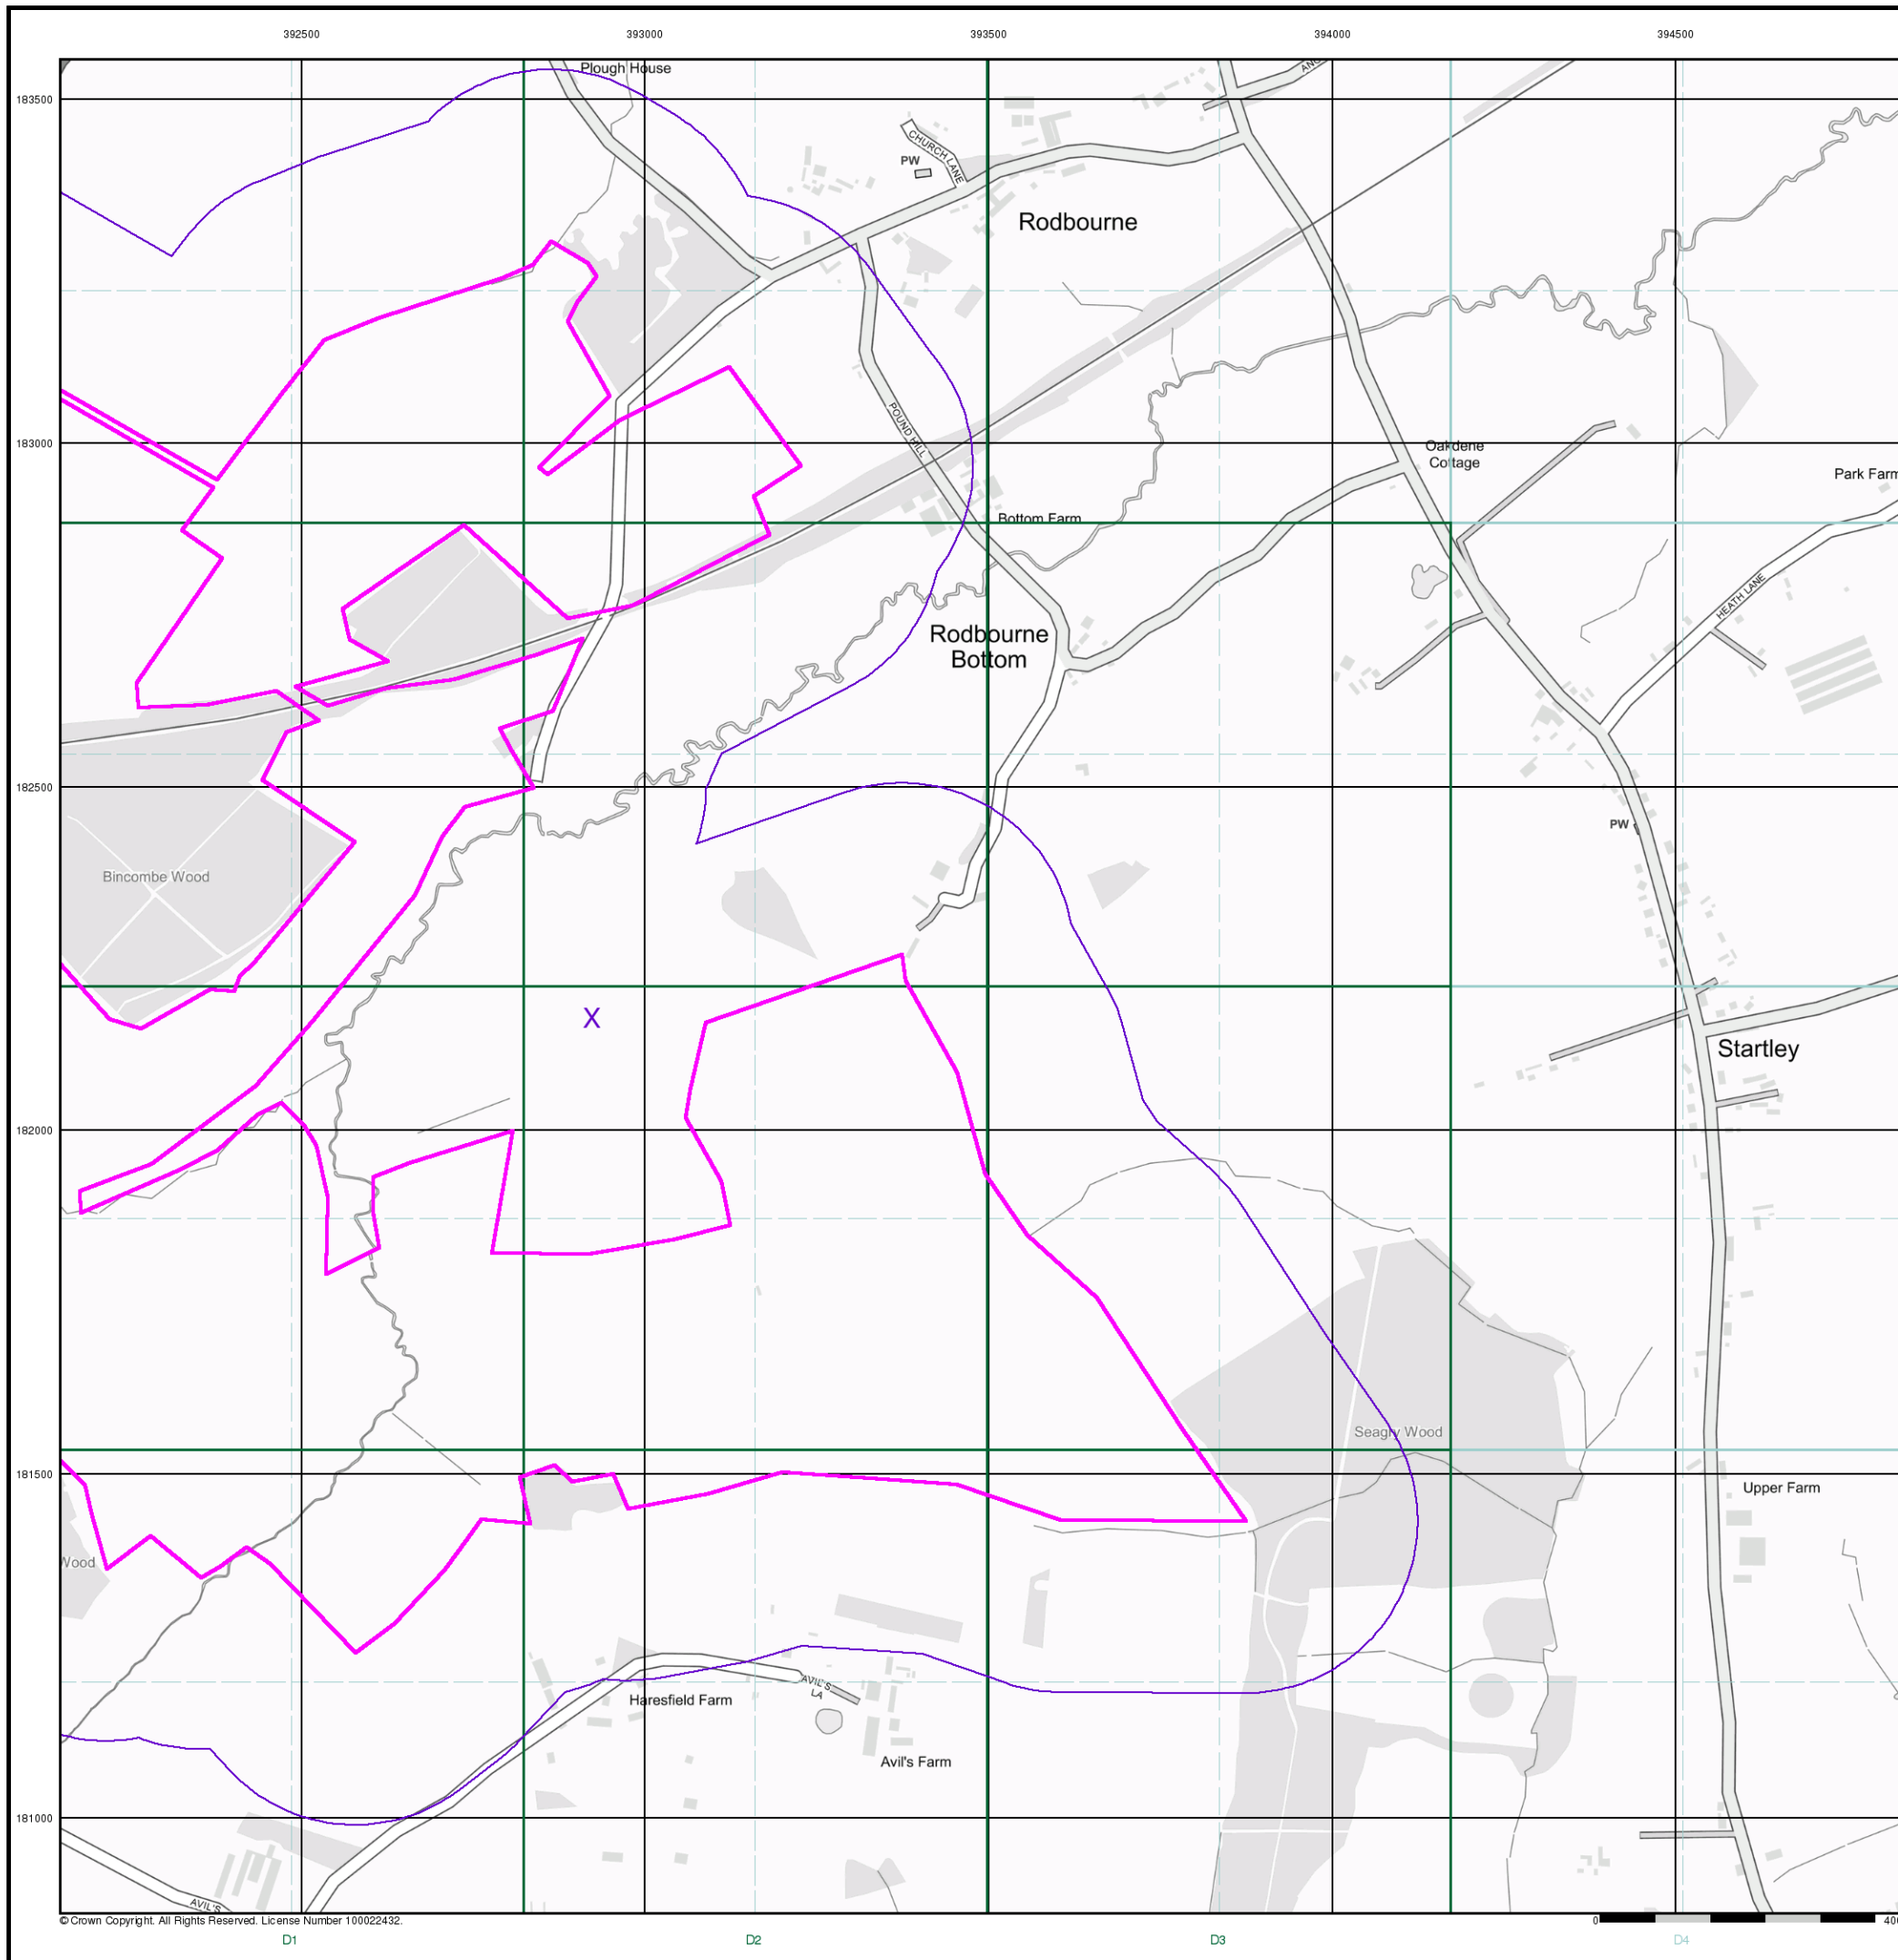 392500 393000 393500 394000 394500
183500
183000
182500
182000
181500
181000
Plough House
CHURCH LANE
PW
Rodbourne
POUND HILL
Oakdene
Cottage
Park Farm
Bottom Farm
HEATH LANE
Rodbourne
Bottom
PW
Bincombe Wood
X
Startley
Seagry Wood
Upper Farm
Wood
AVIL'S
LA
Haresfield Farm
Avil's Farm
AVIL'S
© Crown Copyright. All Rights Reserved. License Number 100022432.
0
D1 D2 D3 D4